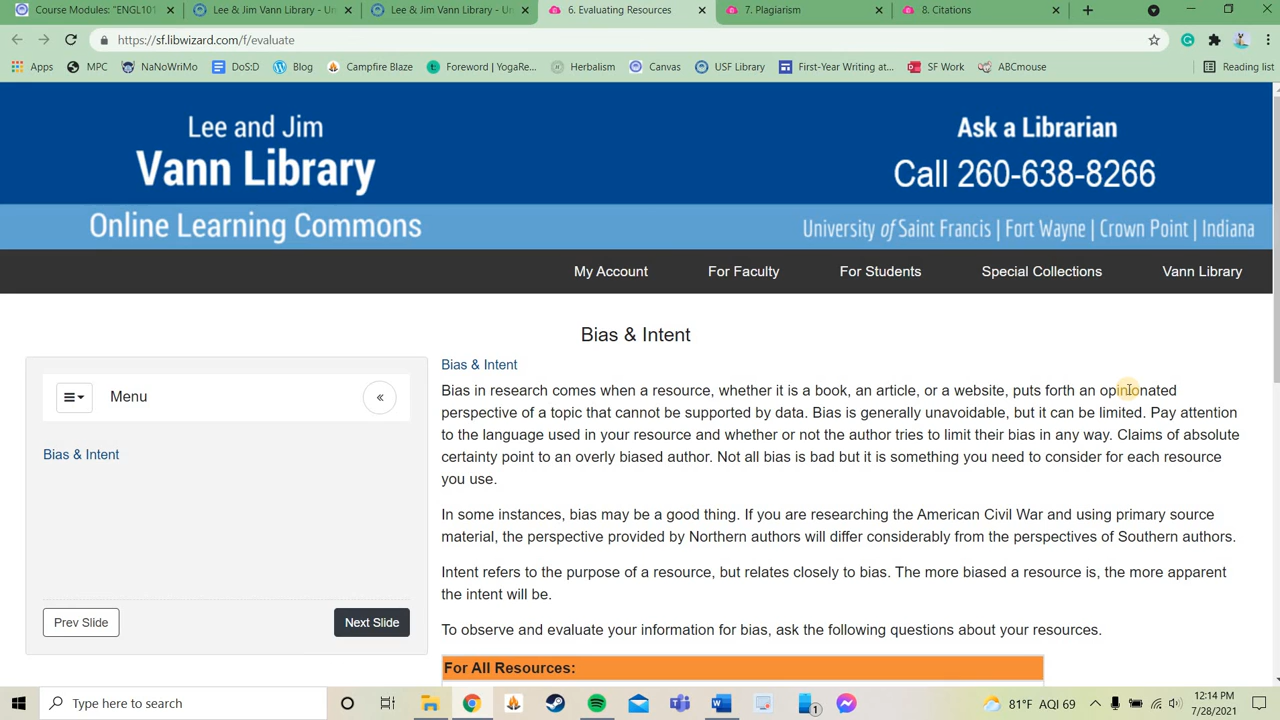 Course Modules: "ENGL101
Lee & Jim Vann Library - Un
Lee & Jim Vann Library - Un
6. Evaluating Resources
7. Plagiarism
8. Citations
https://sf.libwizard.com/f/evaluate
Apps
MPC
NaNoWriMo
DoS:D
Blog
Campfire Blaze
Foreword | YogaRe...
Herbalism
Canvas
USF Library
First-Year Writing at...
SF Work
ABCmouse
Reading list
Lee and Jim
Vann Library
Online Learning Commons
Ask a Librarian
Call 260-638-8266
University of Saint Francis | Fort Wayne | Crown Point | Indiana
My Account
For Faculty
For Students
Special Collections
Vann Library
Bias & Intent
Menu
«
Bias & Intent
Prev Slide
Next Slide
Bias & Intent
Bias in research comes when a resource, whether it is a book, an article, or a website, puts forth an opinionated
perspective of a topic that cannot be supported by data. Bias is generally unavoidable, but it can be limited. Pay attention
to the language used in your resource and whether or not the author tries to limit their bias in any way. Claims of absolute
certainty point to an overly biased author. Not all bias is bad but it is something you need to consider for each resource
you use.
In some instances, bias may be a good thing. If you are researching the American Civil War and using primary source
material, the perspective provided by Northern authors will differ considerably from the perspectives of Southern authors.
Intent refers to the purpose of a resource, but relates closely to bias. The more biased a resource is, the more apparent
the intent will be.
To observe and evaluate your information for bias, ask the following questions about your resources.
For All Resources:
Type here to search
1
81°F AQI 69
12:14 PM
7/28/2021